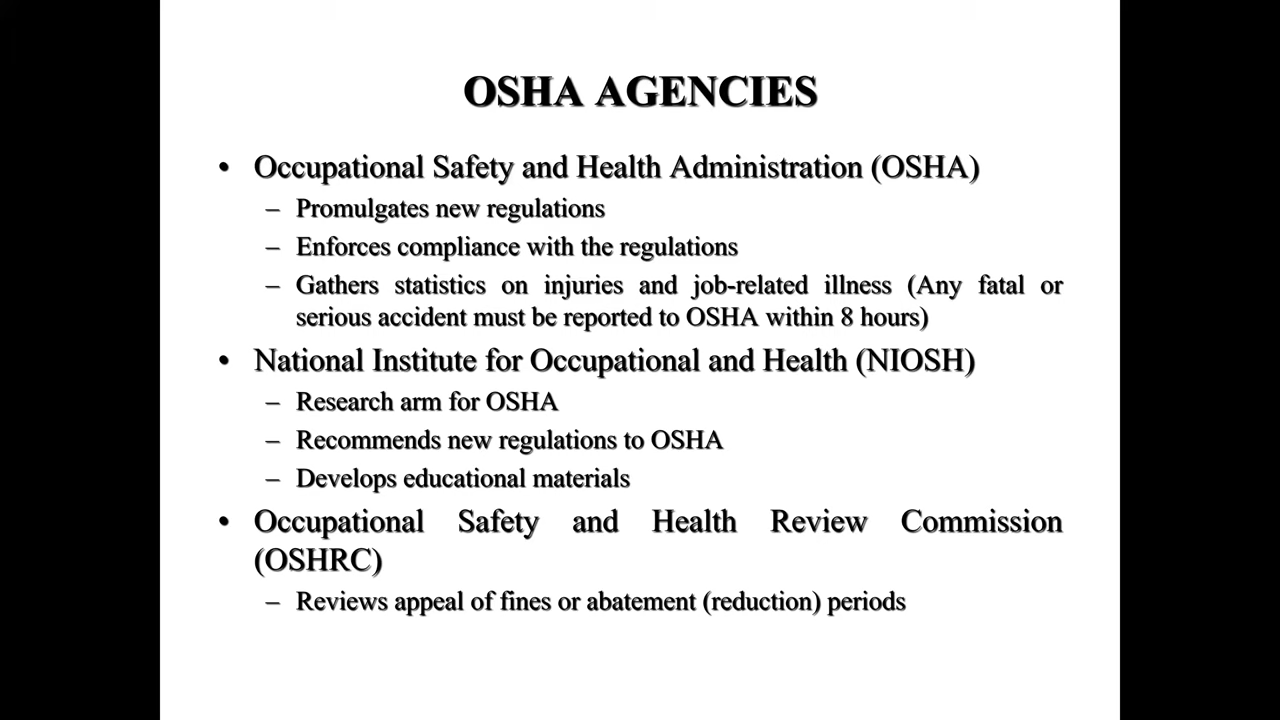 OSHA AGENCIES
• Occupational Safety and Health Administration (OSHA)
– Promulgates new regulations
– Enforces compliance with the regulations
– Gathers statistics on injuries and job-related illness (Any fatal or
serious accident must be reported to OSHA within 8 hours)
• National Institute for Occupational and Health (NIOSH)
– Research arm for OSHA
– Recommends new regulations to OSHA
– Develops educational materials
• Occupational Safety and Health Review Commission
(OSHRC)
– Reviews appeal of fines or abatement (reduction) periods